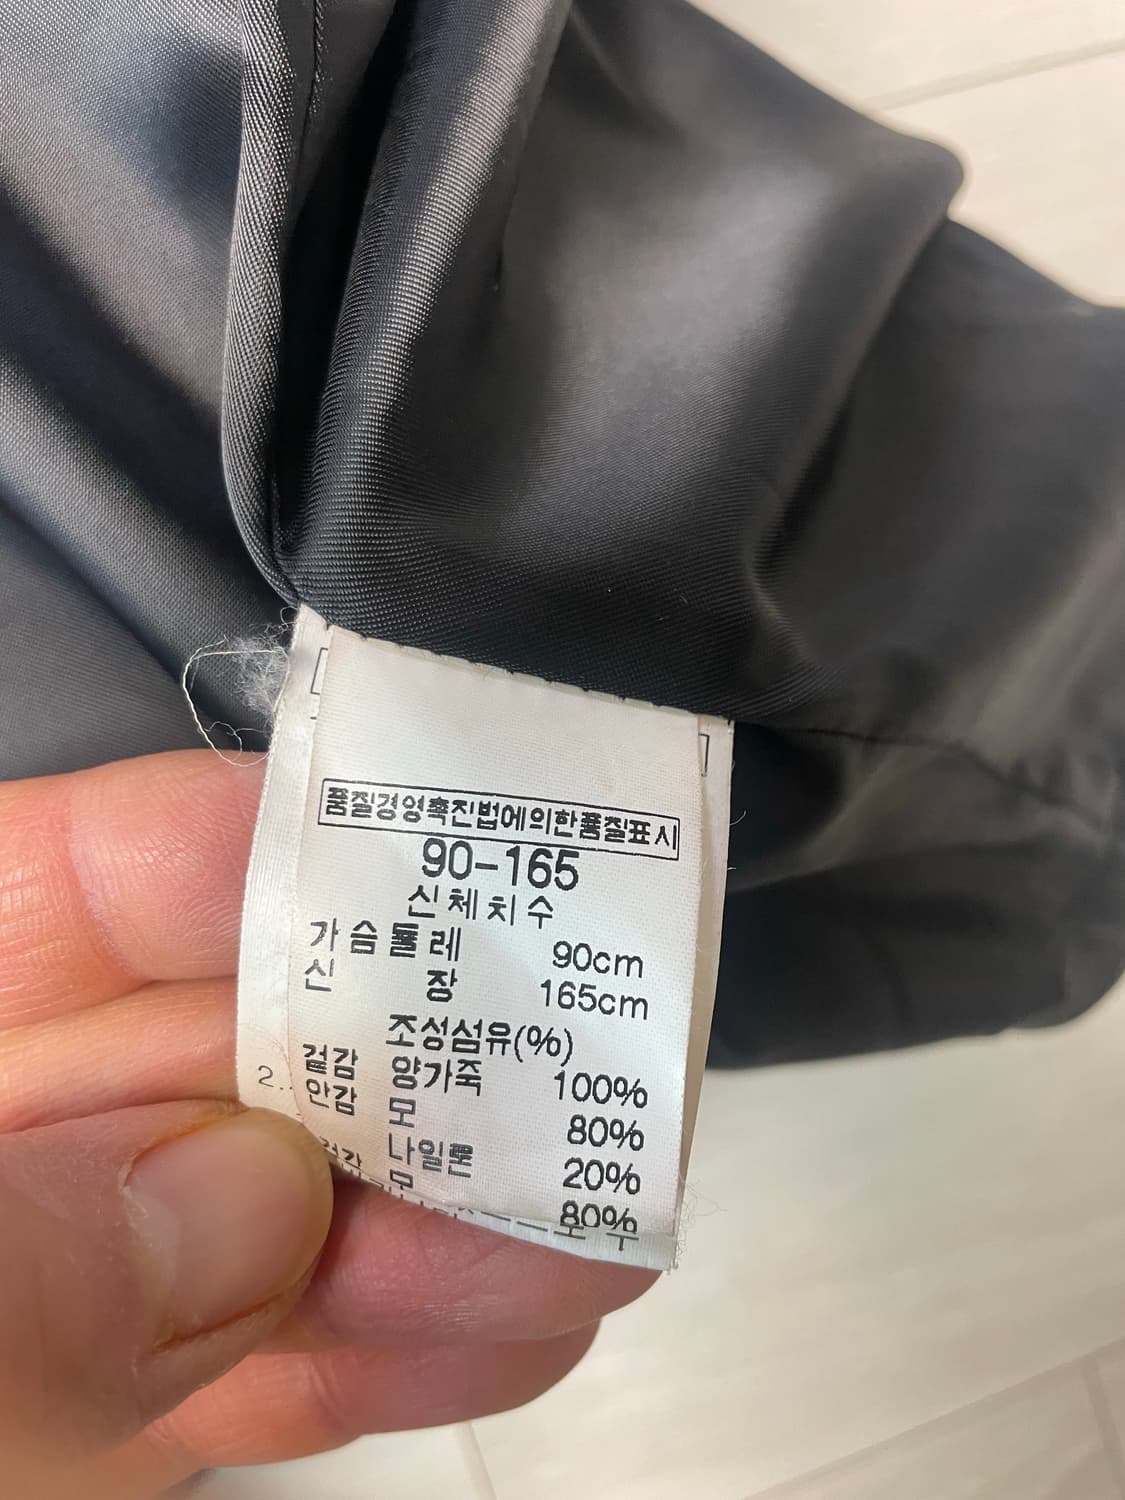 품질경영촉진법에의한품질표시
90-165
신체치수
가슴둘레 90cm
신 장 165cm
조성섬유(%)
겉감 양가죽 100%
안감 모 80%
나일론 20%
모 80%
2..